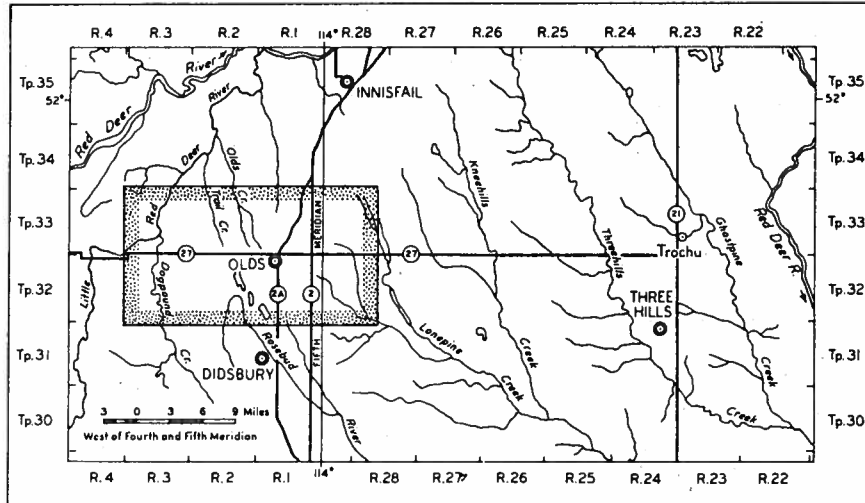 R.4 R.3 R.2 R.1 114° R.28 R.27 R.26 R.25 R.24 R.23 R.22
Tp.35 Tp.35
52° 52°
Tp.34 Tp.34
Tp.33 Tp.33
Tp.32 Tp.32
Tp.31 Tp.31
Tp.30 Tp.30
Red Deer River
River
INNISFAIL
Little Red Deer
Olds Cr.
Trail Cr.
Kneehills Creek
Threehills Creek
Ghostpine Creek
Red Deer R.
21
Trochu
27
27
OLDS
2A
2
FIFTH MERIDIAN
Dogpound Cr.
THREE HILLS
Lonepine Creek
Rosebud River
DIDSBURY
3 0 3 6 9 Miles
West of Fourth and Fifth Meridian
R.4 R.3 R.2 R.1 114° R.28 R.27 R.26 R.25 R.24 R.23 R.22